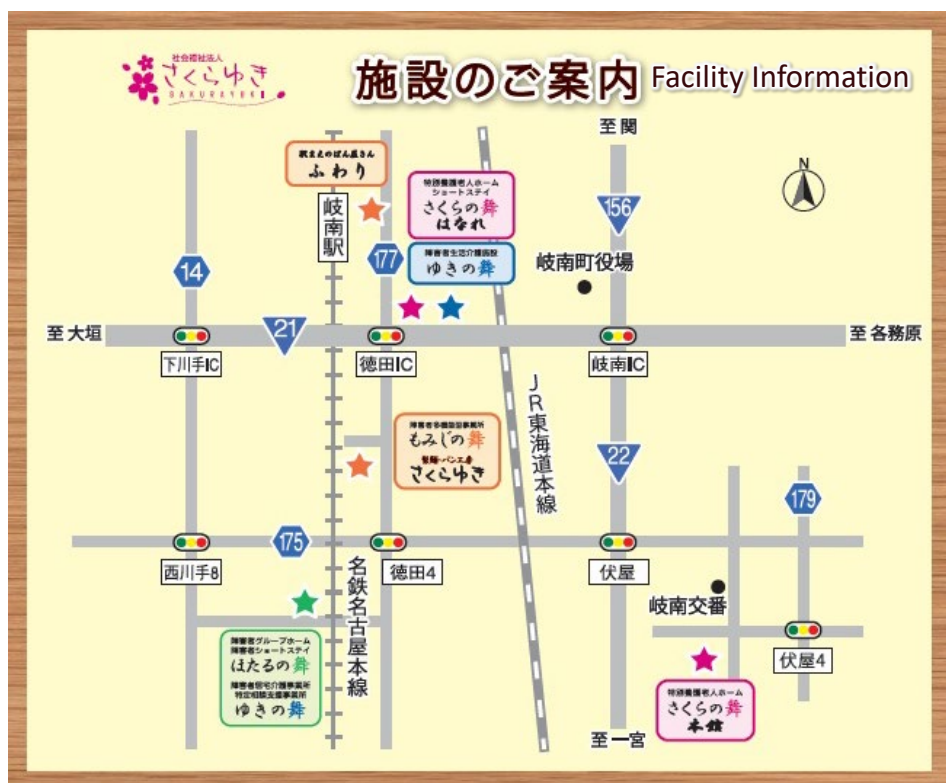 社会福祉法人
さくらゆき
SAKURAYUKI
施設のご案内 Facility Information
至関
N
駅まえのぱん屋さん
ふわり
岐南駅
特別養護老人ホーム
ショートステイ
さくらの舞
はなれ
156
177
障害者生活介護施設
ゆきの舞
岐南町役場
14
至大垣
21
至各務原
下川手IC
徳田IC
岐南IC
JR東海道本線
障害者多機能型事業所
もみじの舞
製麺・パン工房
さくらゆき
22
179
175
西川手8
徳田4
伏屋
名鉄名古屋本線
岐南交番
伏屋4
障害者グループホーム
障害者ショートステイ
ほたるの舞
障害者居宅介護事業所
特定相談支援事業所
ゆきの舞
特別養護老人ホーム
さくらの舞
本館
至一宮